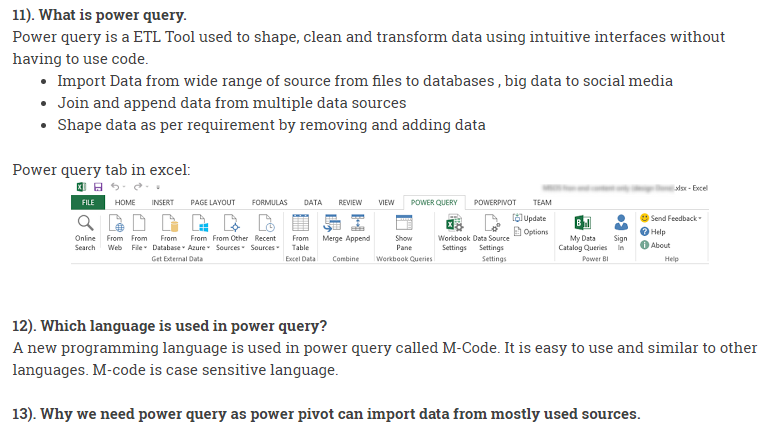 11). What is power query.
Power query is a ETL Tool used to shape, clean and transform data using intuitive interfaces without
having to use code.
• Import Data from wide range of source from files to databases , big data to social media
• Join and append data from multiple data sources
• Shape data as per requirement by removing and adding data
Power query tab in excel:
.xlsx - Excel
FILE HOME INSERT PAGE LAYOUT FORMULAS DATA REVIEW VIEW POWER QUERY POWERPIVOT TEAM
Online Search
From Web
From File
From Database
From Azure
From Other Sources
Recent Sources
From Table
Merge
Append
Show Pane
Workbook Settings
Data Source Settings
Update
Options
My Data Catalog Queries
Sign In
Send Feedback
Help
About
Get External Data
Excel Data
Combine
Workbook Queries
Settings
Power BI
Help
12). Which language is used in power query?
A new programming language is used in power query called M-Code. It is easy to use and similar to other
languages. M-code is case sensitive language.
13). Why we need power query as power pivot can import data from mostly used sources.